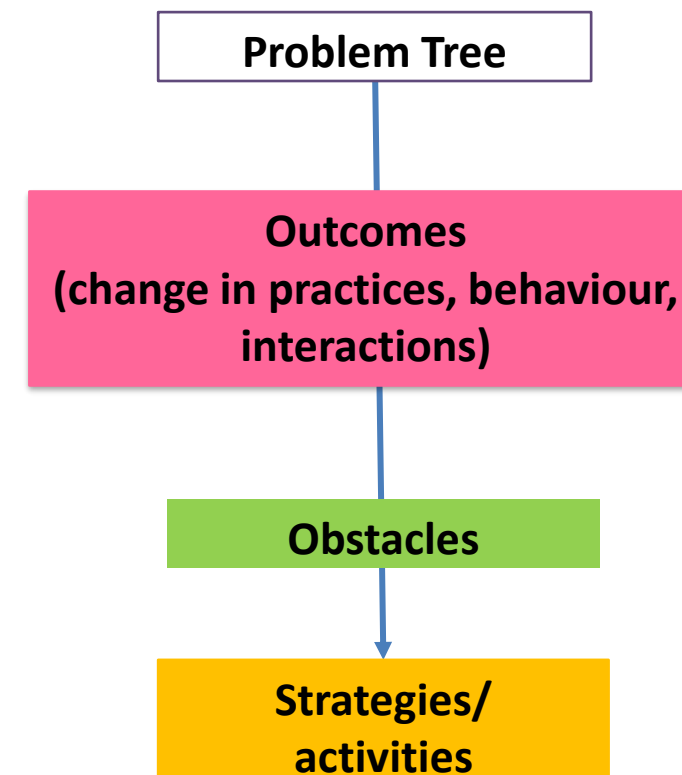 Problem Tree
Outcomes
(change in practices, behaviour,
interactions)
Obstacles
Strategies/
activities